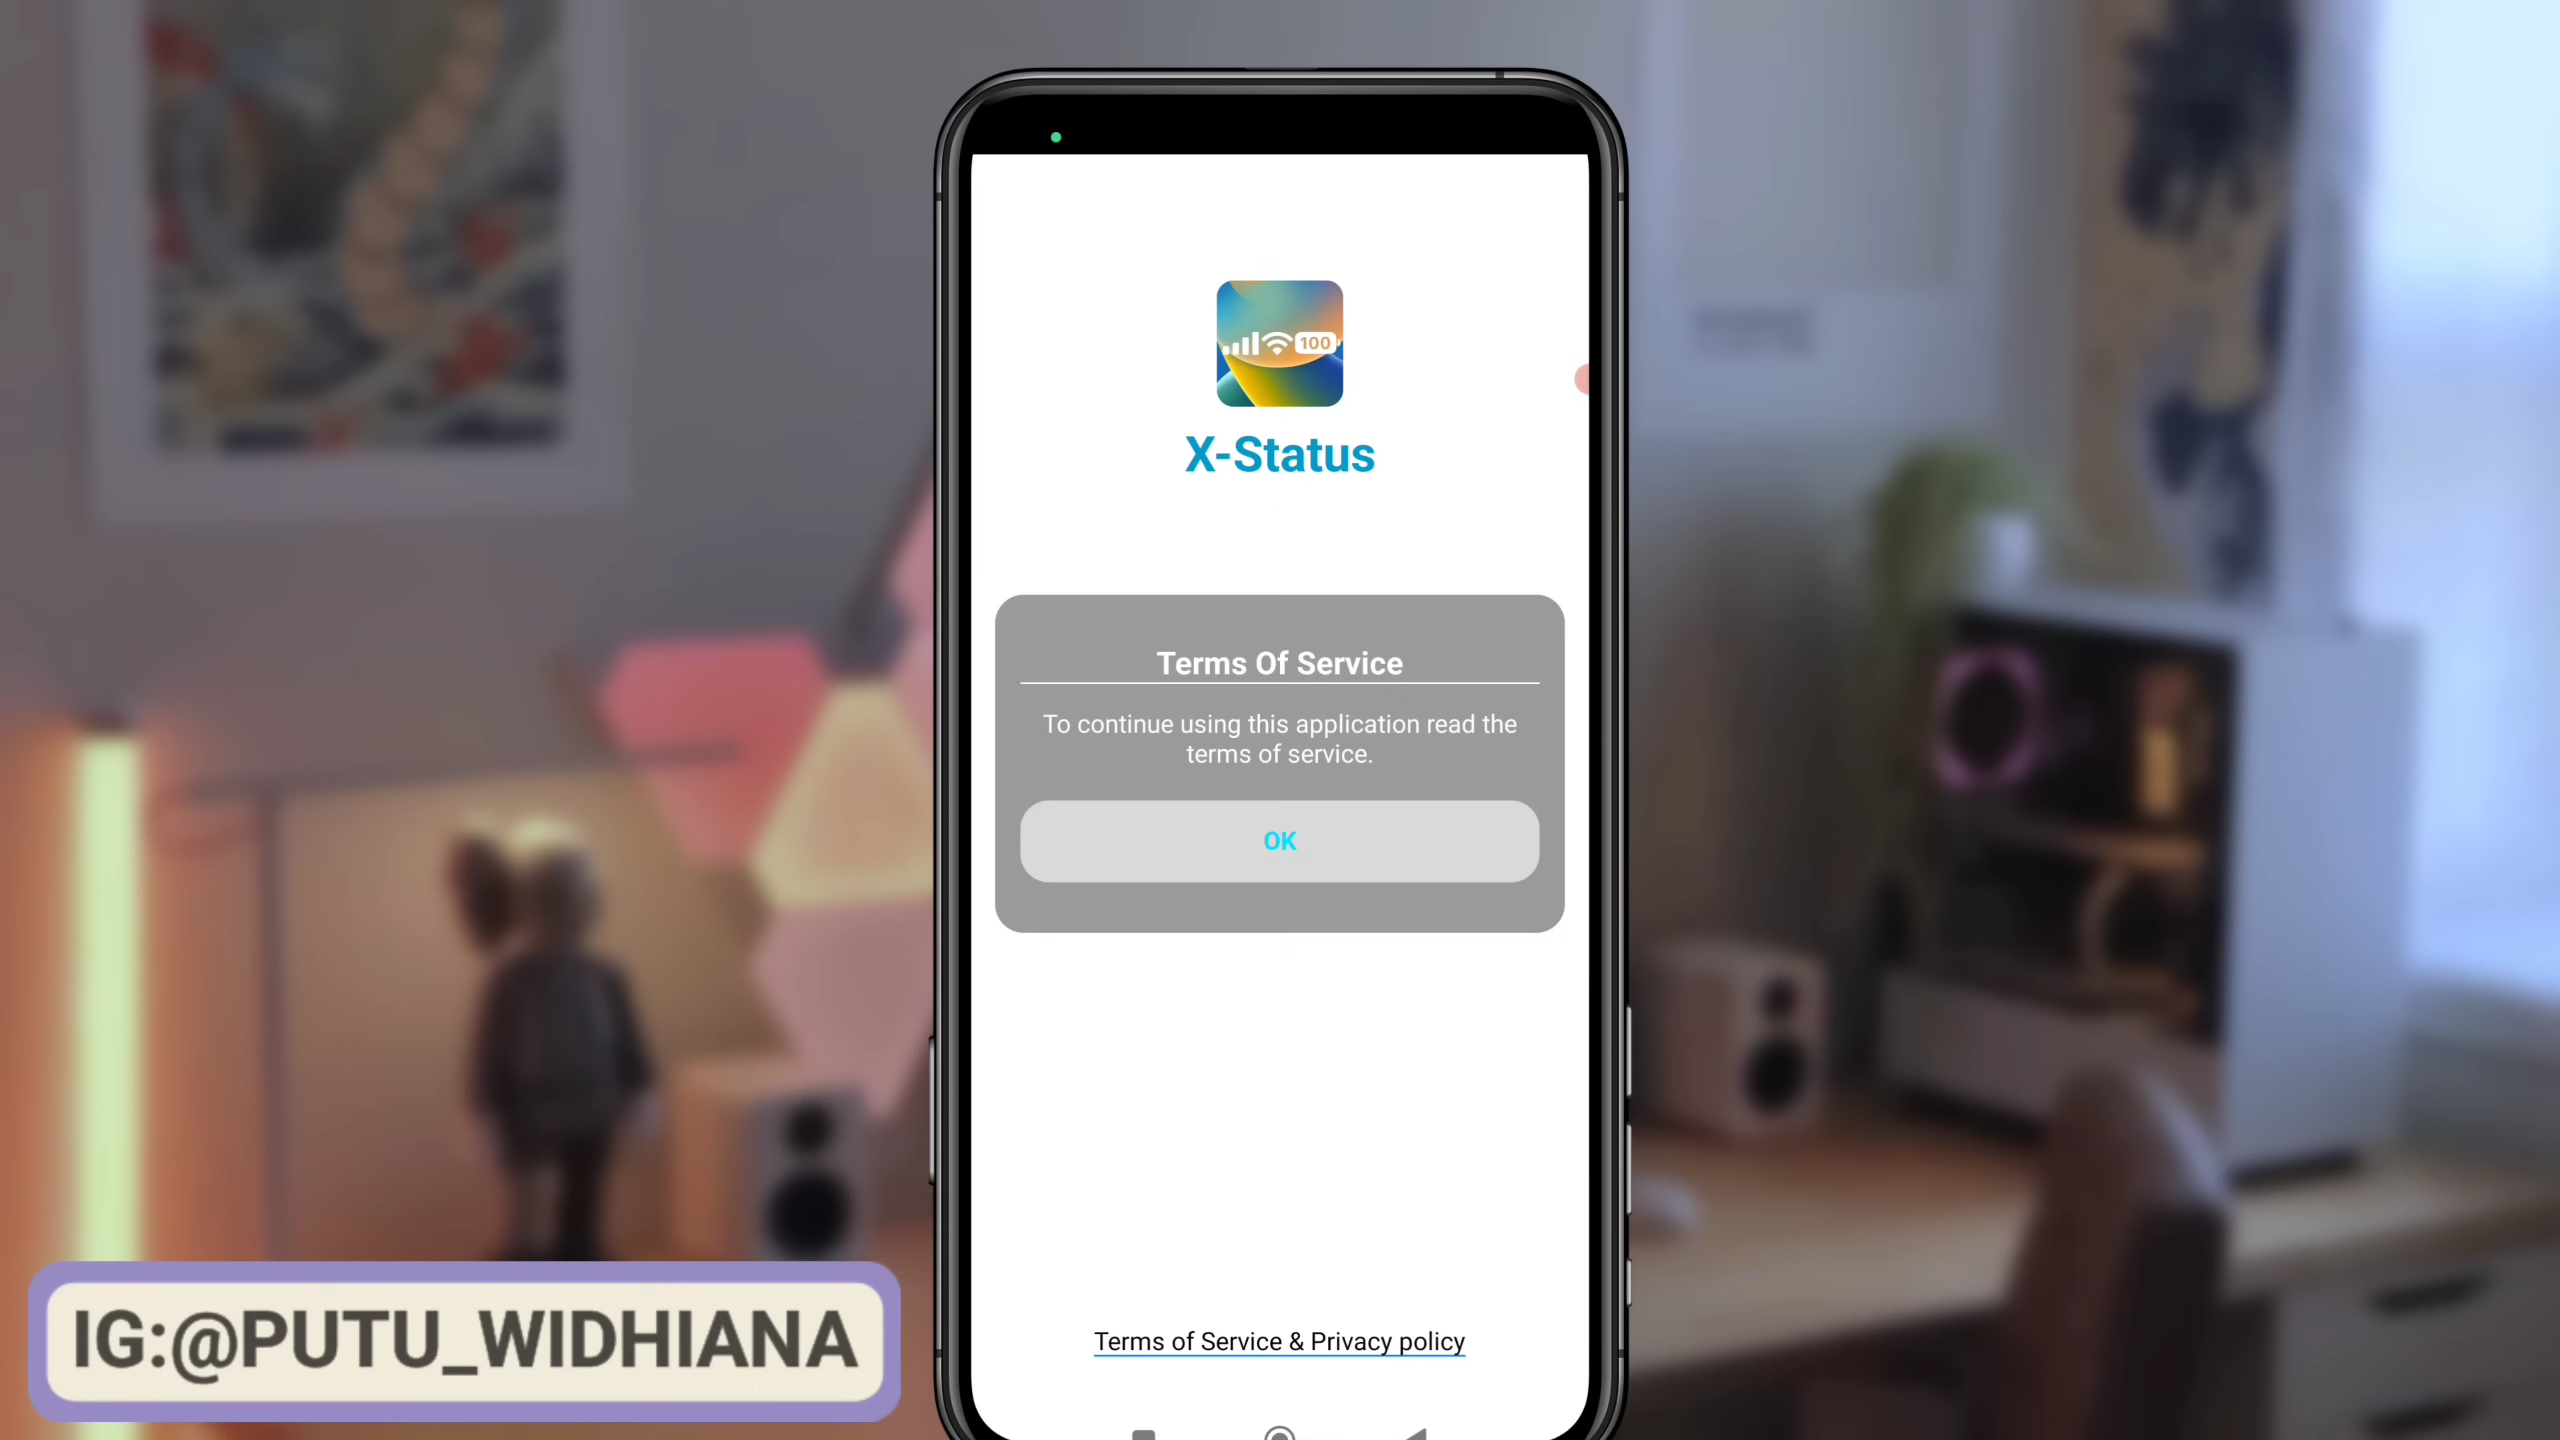 100
X-Status
Terms Of Service
To continue using this application read the
terms of service.
OK
Terms of Service & Privacy policy
IG:@PUTU_WIDHIANA